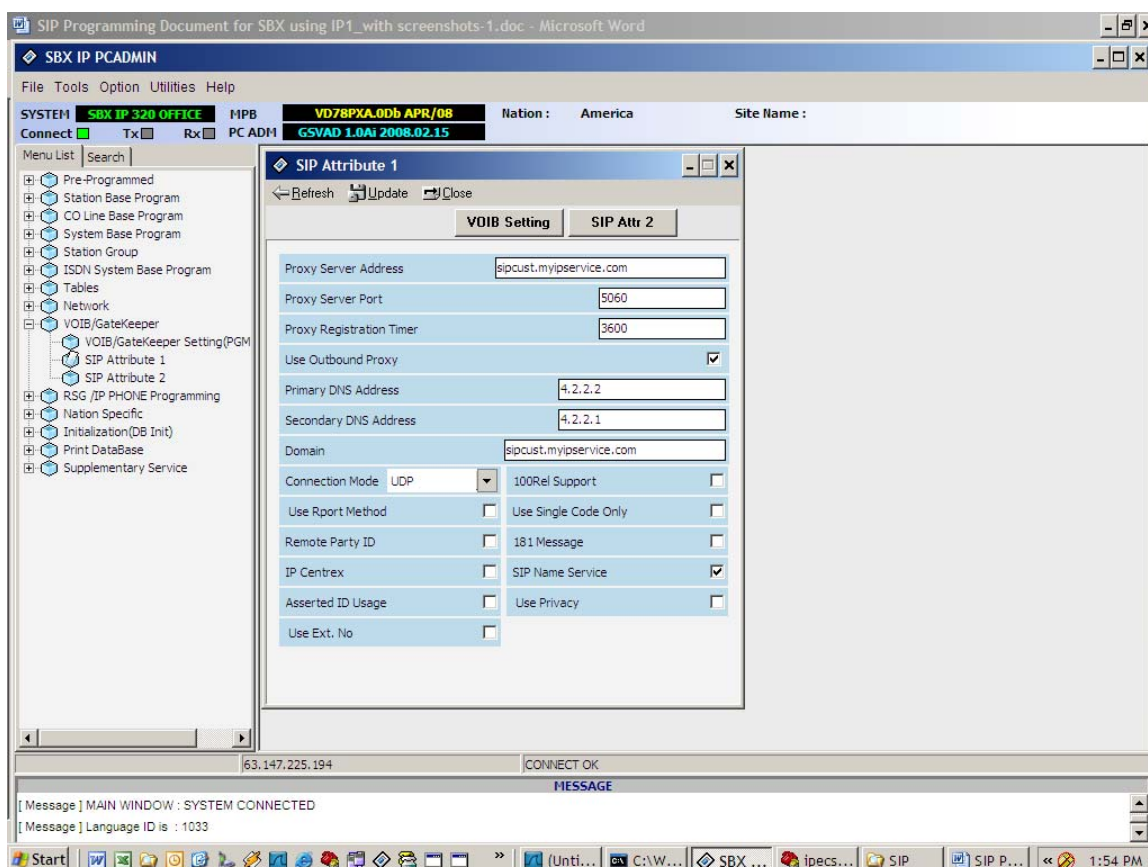 SIP Programming Document for SBX using IP1_with screenshots-1.doc - Microsoft Word
SBX IP PCADMIN
File Tools Option Utilities Help
SYSTEM SBX IP 320 OFFICE MPB VD78PXA.0Db APR/08 Nation : America Site Name :
Connect Tx Rx PC ADM GSVAD 1.0Ai 2008.02.15
Menu List Search
Pre-Programmed
Station Base Program
CO Line Base Program
System Base Program
Station Group
ISDN System Base Program
Tables
Network
VOIB/GateKeeper
VOIB/GateKeeper Setting(PGM
SIP Attribute 1
SIP Attribute 2
RSG /IP PHONE Programming
Nation Specific
Initialization(DB Init)
Print DataBase
Supplementary Service
SIP Attribute 1
Refresh Update Close
VOIB Setting SIP Attr 2
Proxy Server Address sipcust.myipservice.com
Proxy Server Port 5060
Proxy Registration Timer 3600
Use Outbound Proxy
Primary DNS Address 4.2.2.2
Secondary DNS Address 4.2.2.1
Domain sipcust.myipservice.com
Connection Mode UDP 100Rel Support
Use Rport Method Use Single Code Only
Remote Party ID 181 Message
IP Centrex SIP Name Service
Asserted ID Usage Use Privacy
Use Ext. No
63.147.225.194 CONNECT OK
MESSAGE
[ Message ] MAIN WINDOW : SYSTEM CONNECTED
[ Message ] Language ID is : 1033
Start » (Unti... C:\W... SBX ... ipecs... SIP SIP P... « 1:54 PM